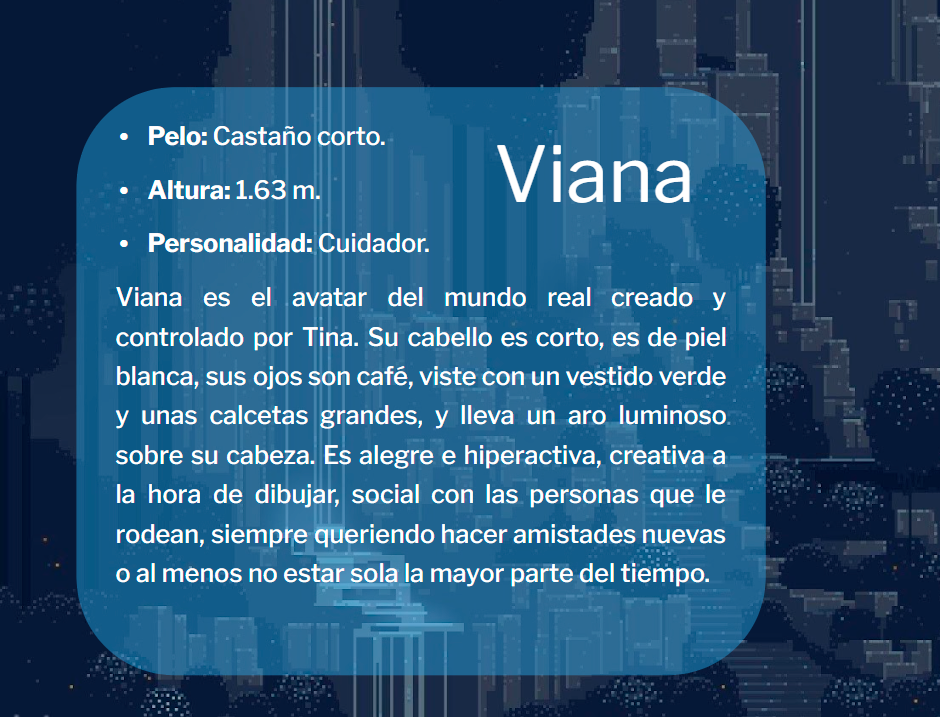 Viana
• Pelo: Castaño corto.
• Altura: 1.63 m.
• Personalidad: Cuidador.
Viana es el avatar del mundo real creado y
controlado por Tina. Su cabello es corto, es de piel
blanca, sus ojos son café, viste con un vestido verde
y unas calcetas grandes, y lleva un aro luminoso
sobre su cabeza. Es alegre e hiperactiva, creativa a
la hora de dibujar, social con las personas que le
rodean, siempre queriendo hacer amistades nuevas
o al menos no estar sola la mayor parte del tiempo.